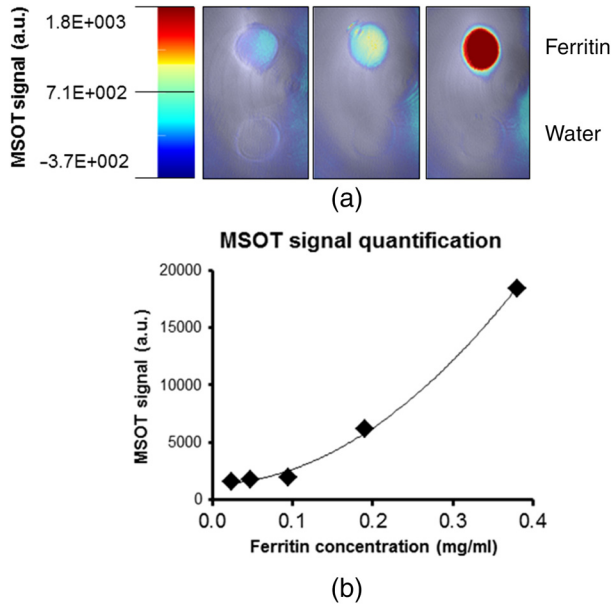 MSOT signal (a.u.)
1.8E+003
7.1E+002
−3.7E+002
Ferritin
Water
(a)
MSOT signal quantification
MSOT signal (a.u.)
20000
15000
10000
5000
0
0.0 0.1 0.2 0.3 0.4
Ferritin concentration (mg/ml)
(b)